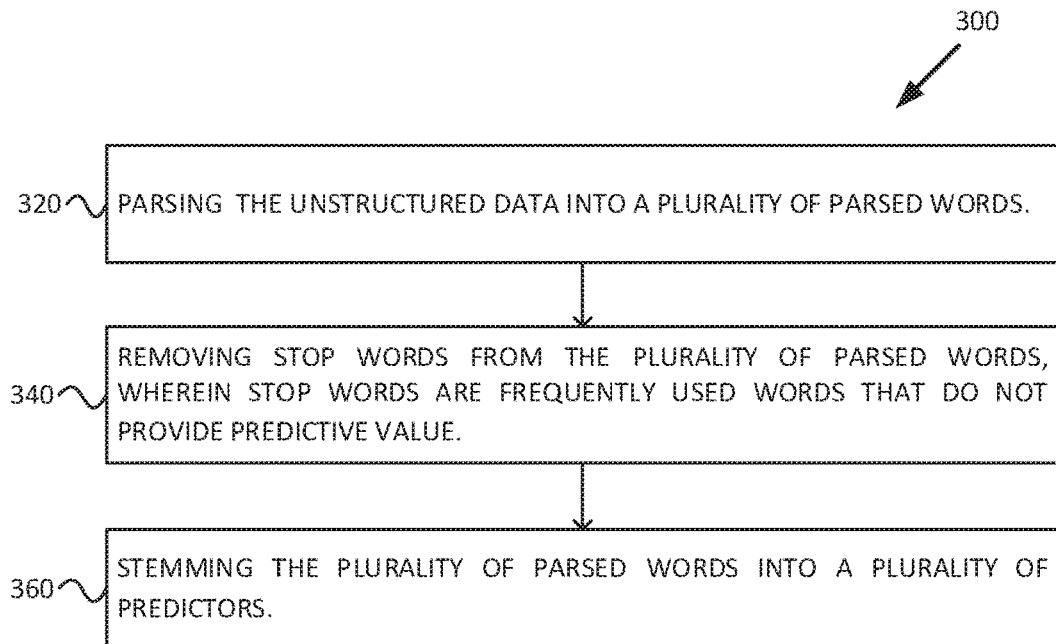 300
320
PARSING THE UNSTRUCTURED DATA INTO A PLURALITY OF PARSED WORDS.
340
REMOVING STOP WORDS FROM THE PLURALITY OF PARSED WORDS,
WHEREIN STOP WORDS ARE FREQUENTLY USED WORDS THAT DO NOT
PROVIDE PREDICTIVE VALUE.
360
STEMMING THE PLURALITY OF PARSED WORDS INTO A PLURALITY OF
PREDICTORS.